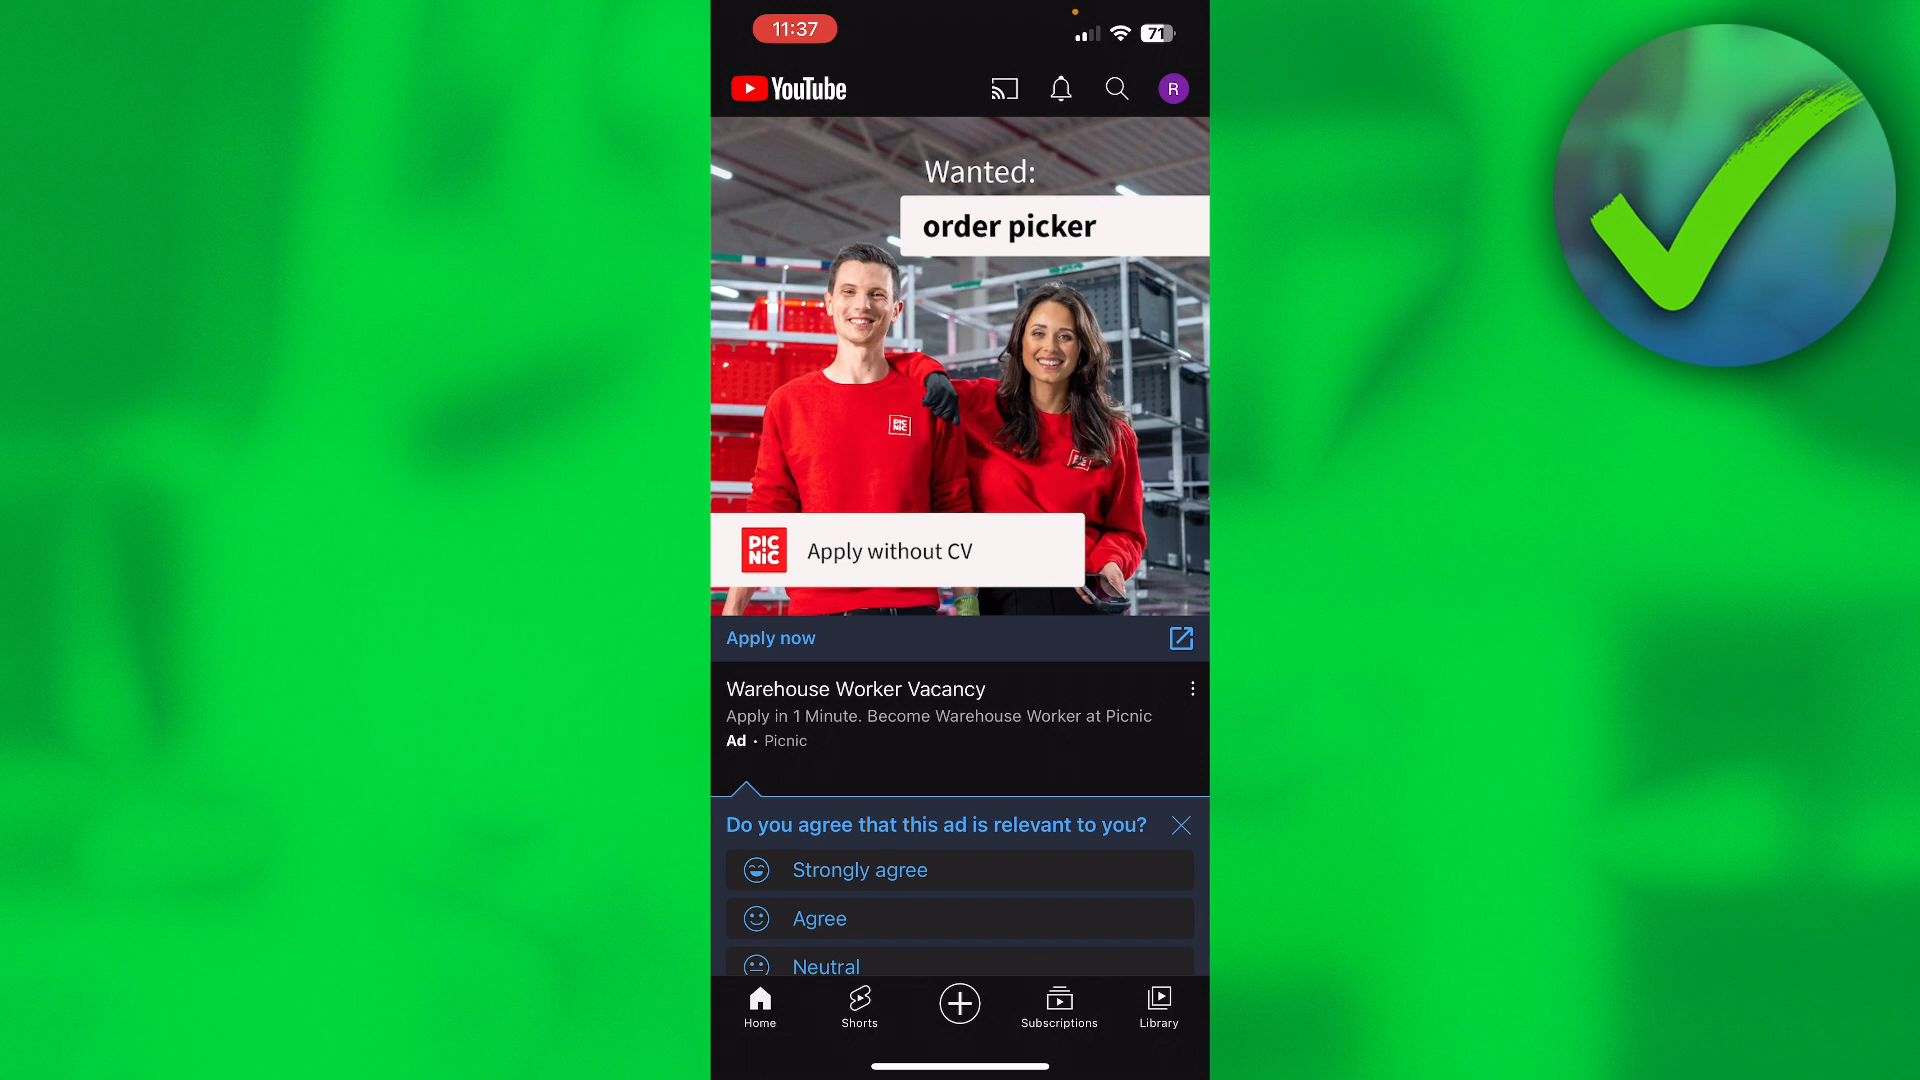 11:37
71
YouTube
R
Wanted:
order picker
PIC
NIC
PIC
NiC
Apply without CV
Apply now
Warehouse Worker Vacancy
Apply in 1 Minute. Become Warehouse Worker at Picnic
Ad · Picnic
Do you agree that this ad is relevant to you?
Strongly agree
Agree
Neutral
Home
Shorts
Subscriptions
Library